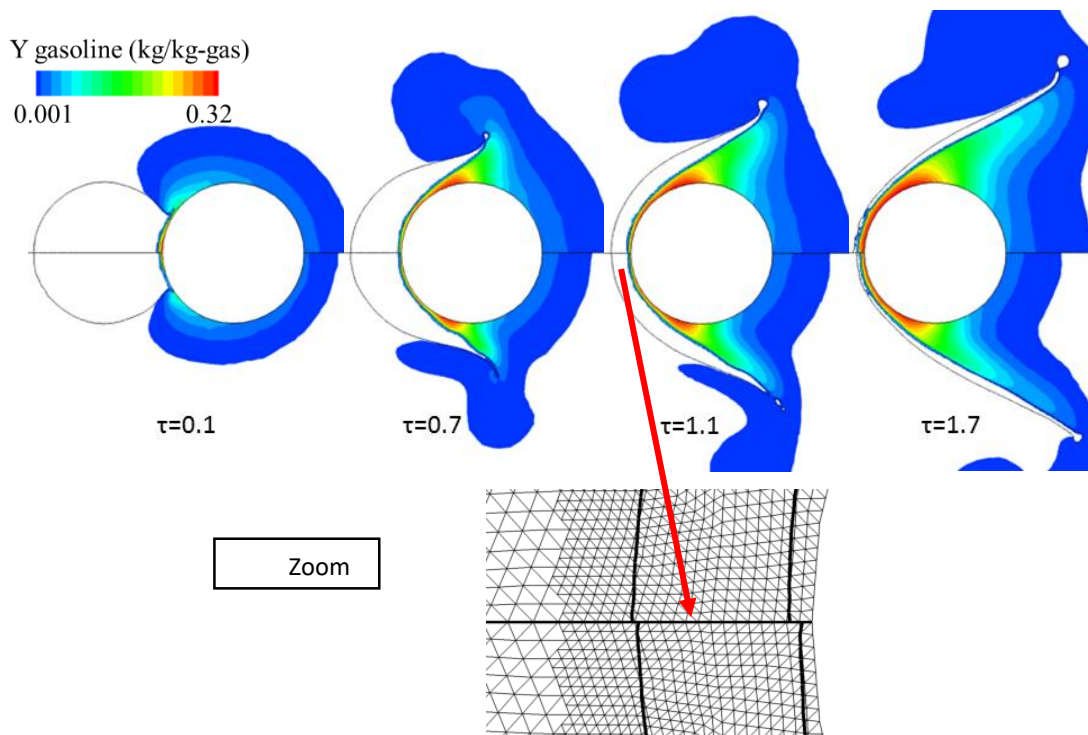 Y gasoline (kg/kg-gas)
0.001 0.32
τ=0.1 τ=0.7 τ=1.1 τ=1.7
Zoom